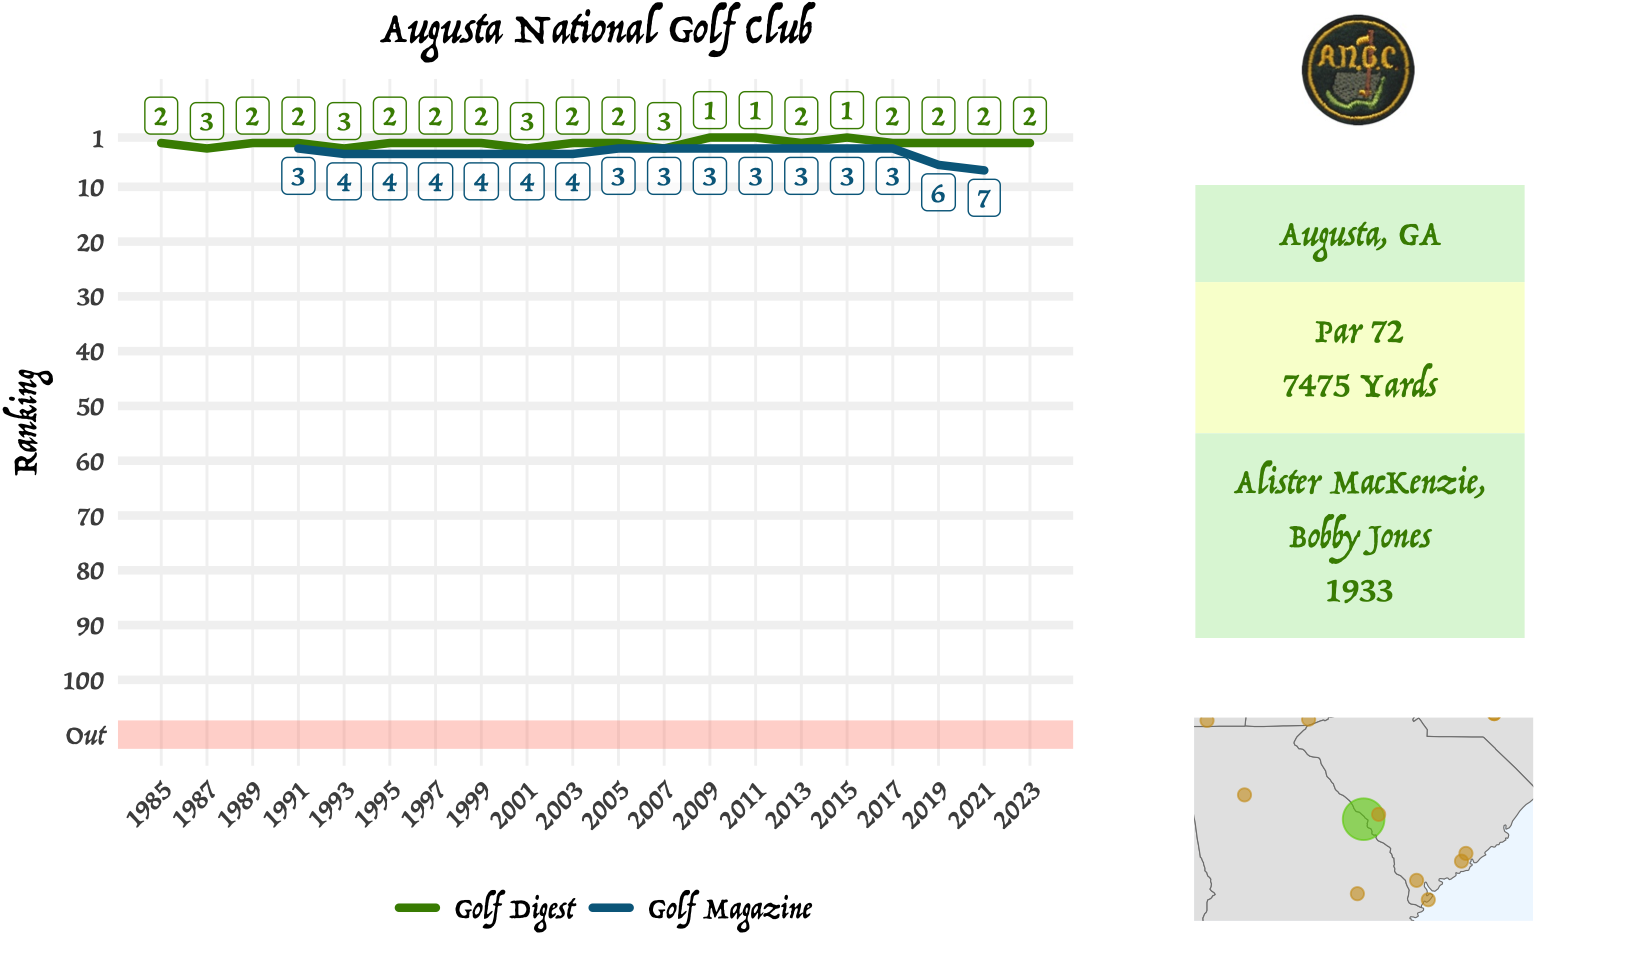 Augusta National Golf Club
A.N.G.C.
2 3 2 2 3 2 2 2 3 2 2 3 1 1 2 1 2 2 2 2
3 4 4 4 4 4 4 3 3 3 3 3 3 3 6 7
Ranking
1
10
20
30
40
50
60
70
80
90
100
Out
1985 1987 1989 1991 1993 1995 1997 1999 2001 2003 2005 2007 2009 2011 2013 2015 2017 2019 2021 2023
Golf Digest Golf Magazine
Augusta, GA
Par 72
7475 Yards
Alister MacKenzie,
Bobby Jones
1933